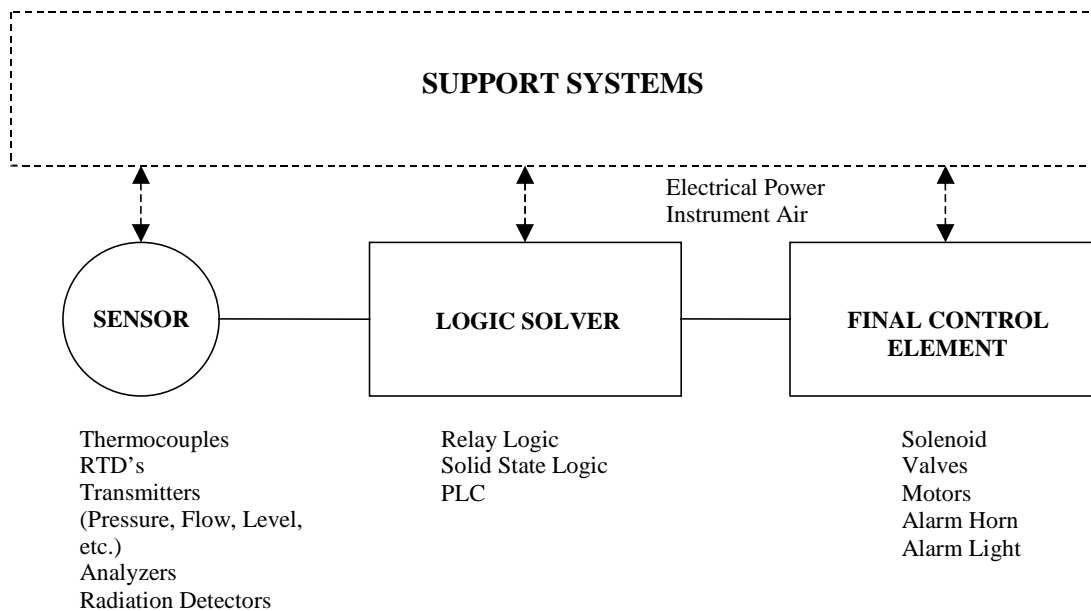 SUPPORT SYSTEMS
Electrical Power
Instrument Air
SENSOR
LOGIC SOLVER
FINAL CONTROL
ELEMENT
Thermocouples
RTD’s
Transmitters
(Pressure, Flow, Level,
etc.)
Analyzers
Radiation Detectors
Relay Logic
Solid State Logic
PLC
Solenoid
Valves
Motors
Alarm Horn
Alarm Light